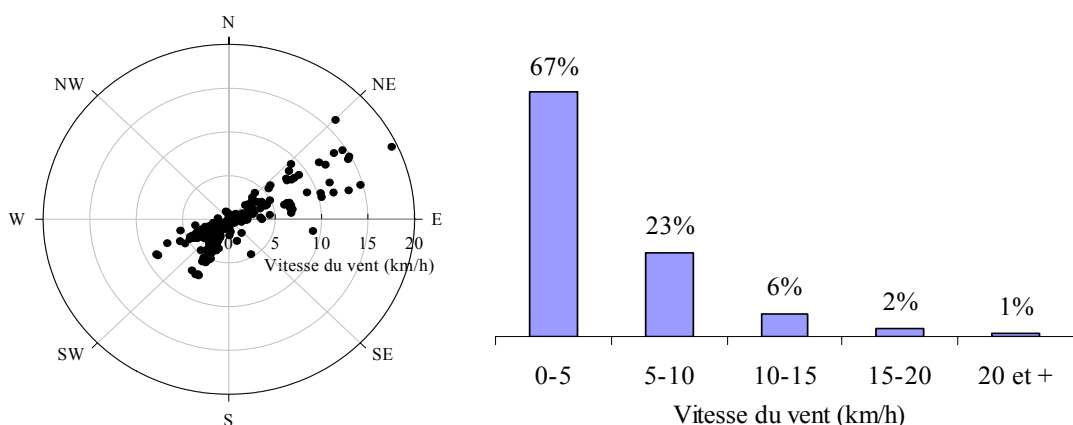 N
NW
NE
W
E
0 5 10 15 20
Vitesse du vent (km/h)
SW
SE
S
67%
23%
6%
2%
1%
0-5 5-10 10-15 15-20 20 et +
Vitesse du vent (km/h)